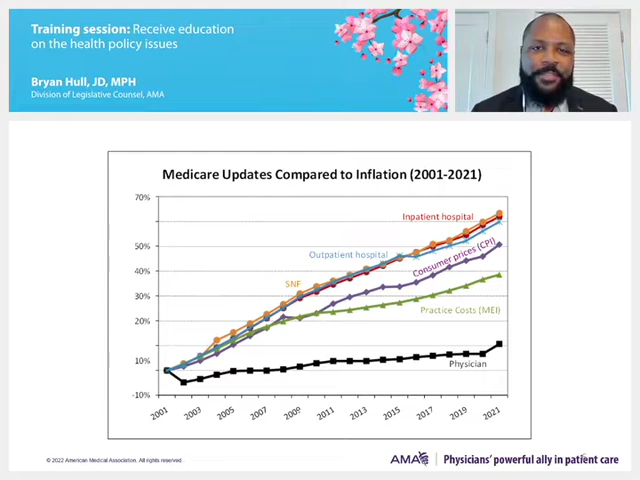 Training session: Receive education
on the health policy issues
Bryan Hull, JD, MPH
Division of Legislative Counsel, AMA
Medicare Updates Compared to Inflation (2001-2021)
70%
Inpatient hospital
50%
Outpatient hospital
Consumer prices (CPI)
40%
SNF
30%
Practice Costs (MEI)
20%
10%
Physician
-10%
2001
2003
2005
2007
2009
2011
2013
2015
2017
2019
2021
© 2022 American Medical Association. All rights reserved.
AMA
Physicians' powerful ally in patient care